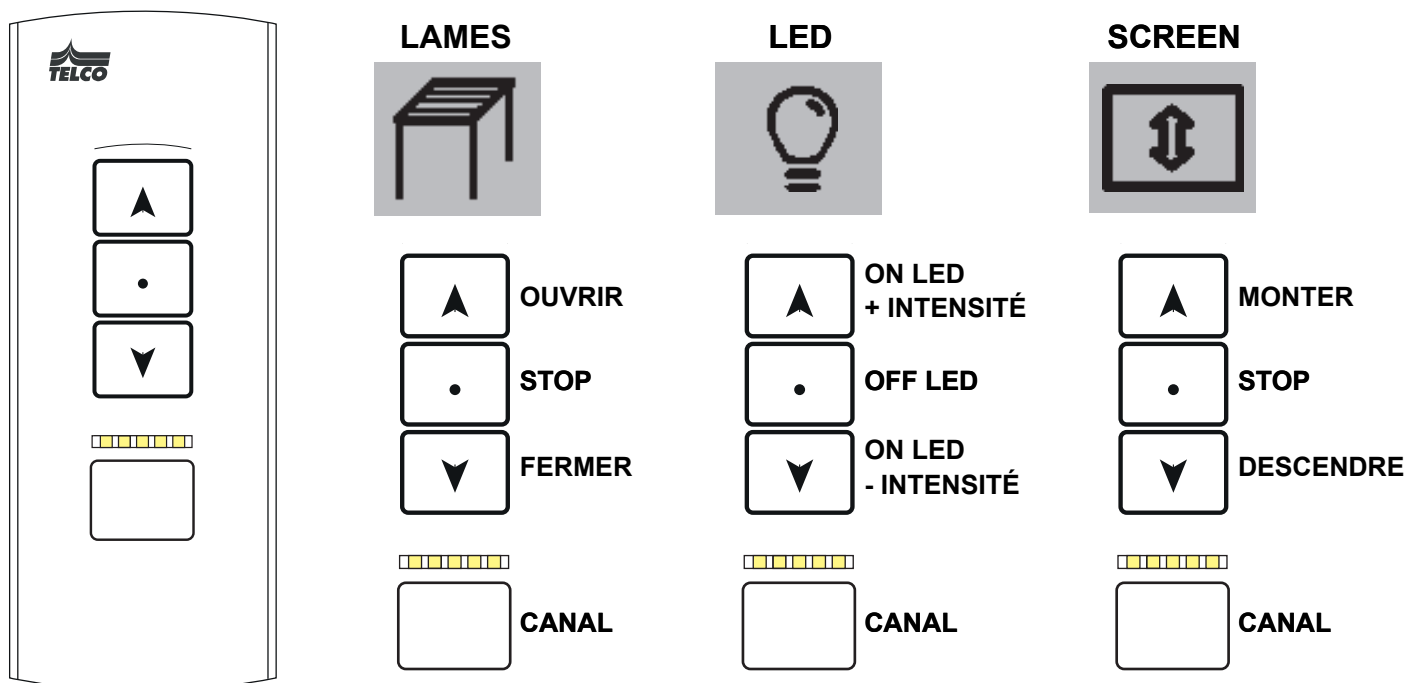 TELCO
LAMES
OUVRIR
STOP
FERMER
CANAL
LED
ON LED
+ INTENSITÉ
OFF LED
ON LED
- INTENSITÉ
CANAL
SCREEN
MONTER
STOP
DESCENDRE
CANAL